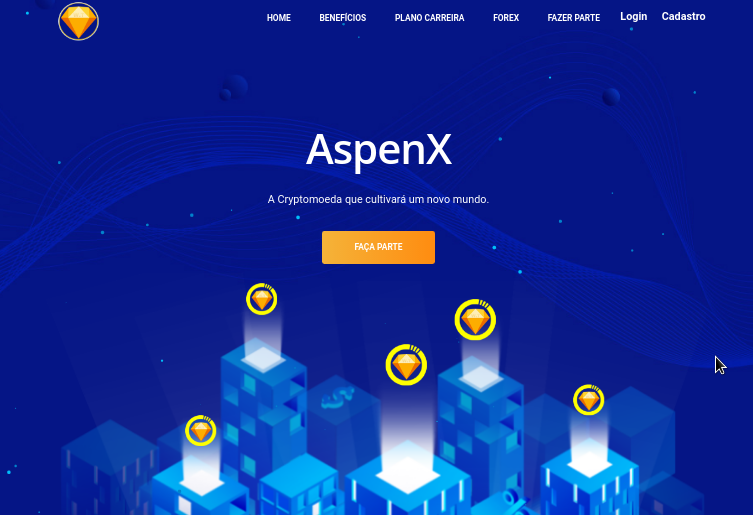 HOME BENEFÍCIOS PLANO CARREIRA FOREX FAZER PARTE Login Cadastro
AspenX
A Cryptomoeda que cultivará um novo mundo.
FAÇA PARTE